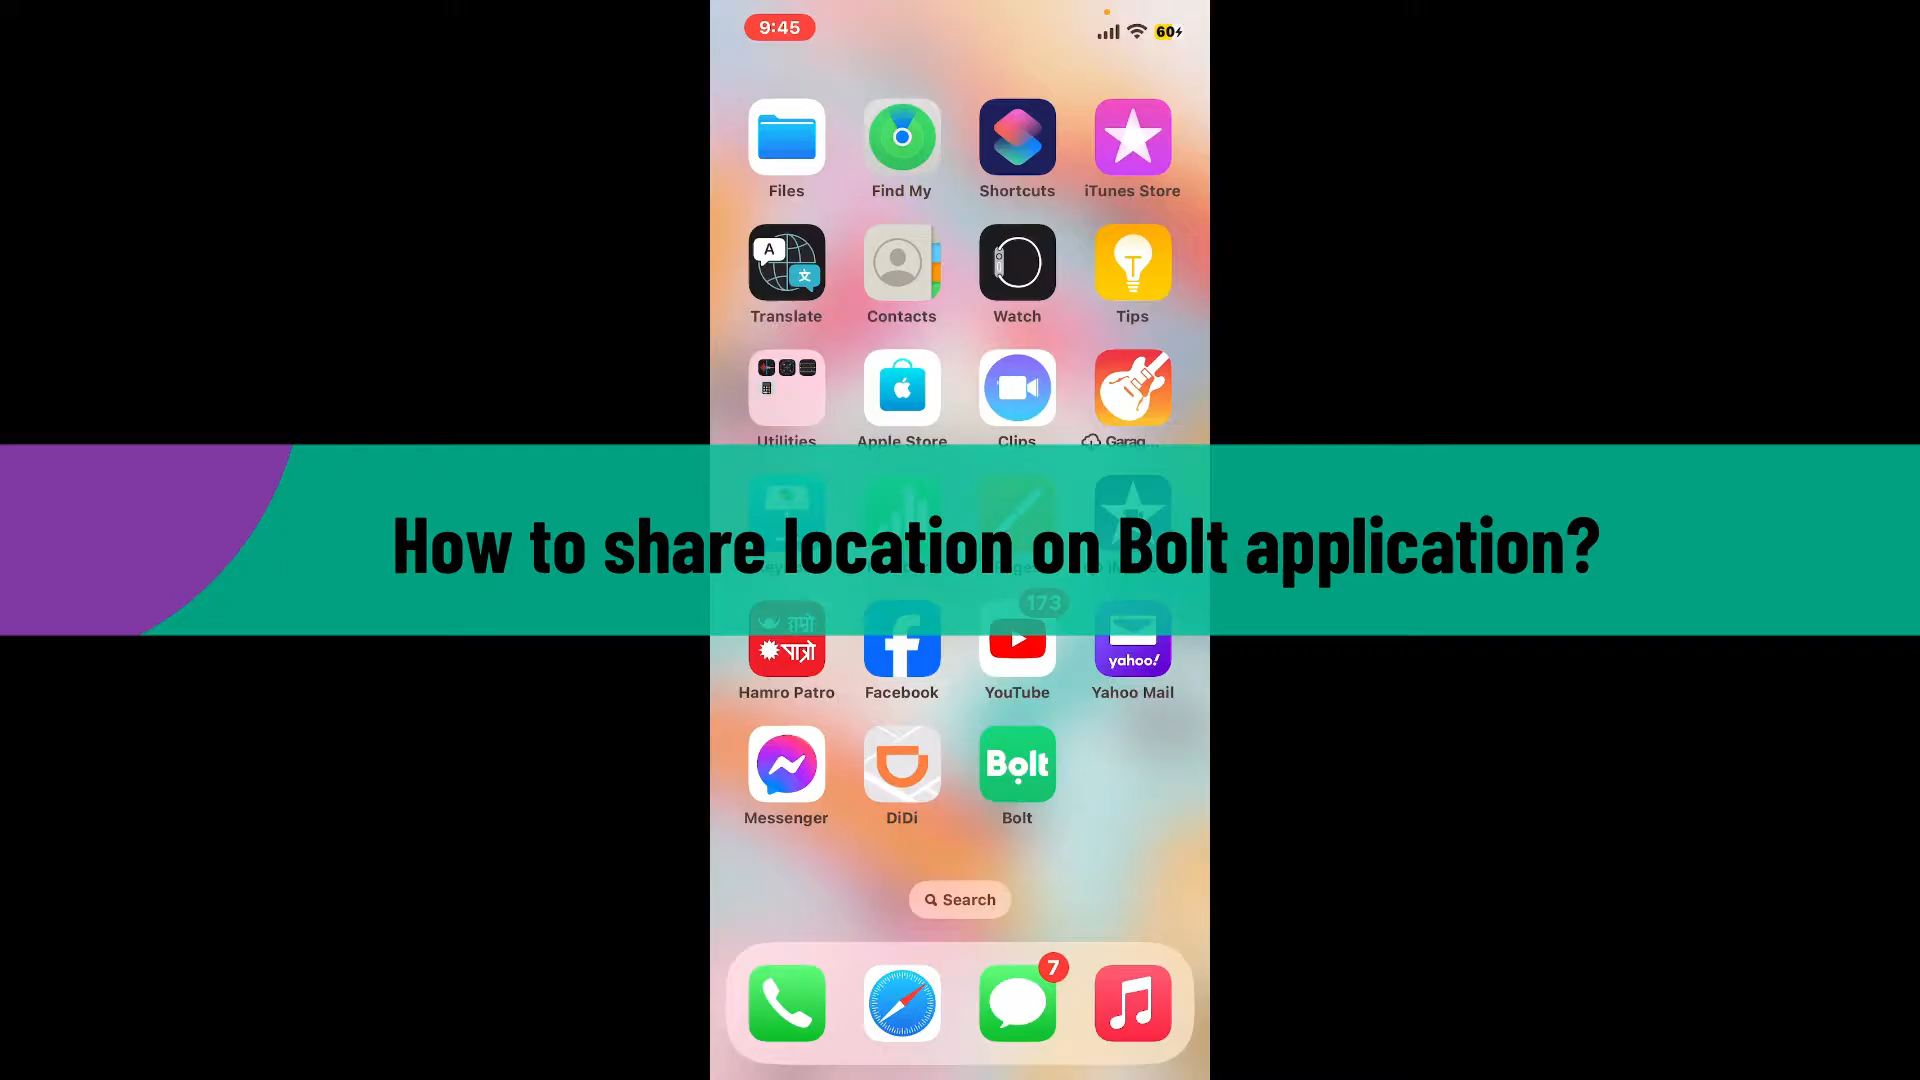 9:45
60
Files
Find My
Shortcuts
iTunes Store
A
文
Translate
Contacts
Watch
Tips
Utilities
Apple Store
Clips
Garag...
How to share location on Bolt application?
173
yahoo!
Hamro Patro
Facebook
YouTube
Yahoo Mail
Bolt
Messenger
DiDi
Bolt
Search
7